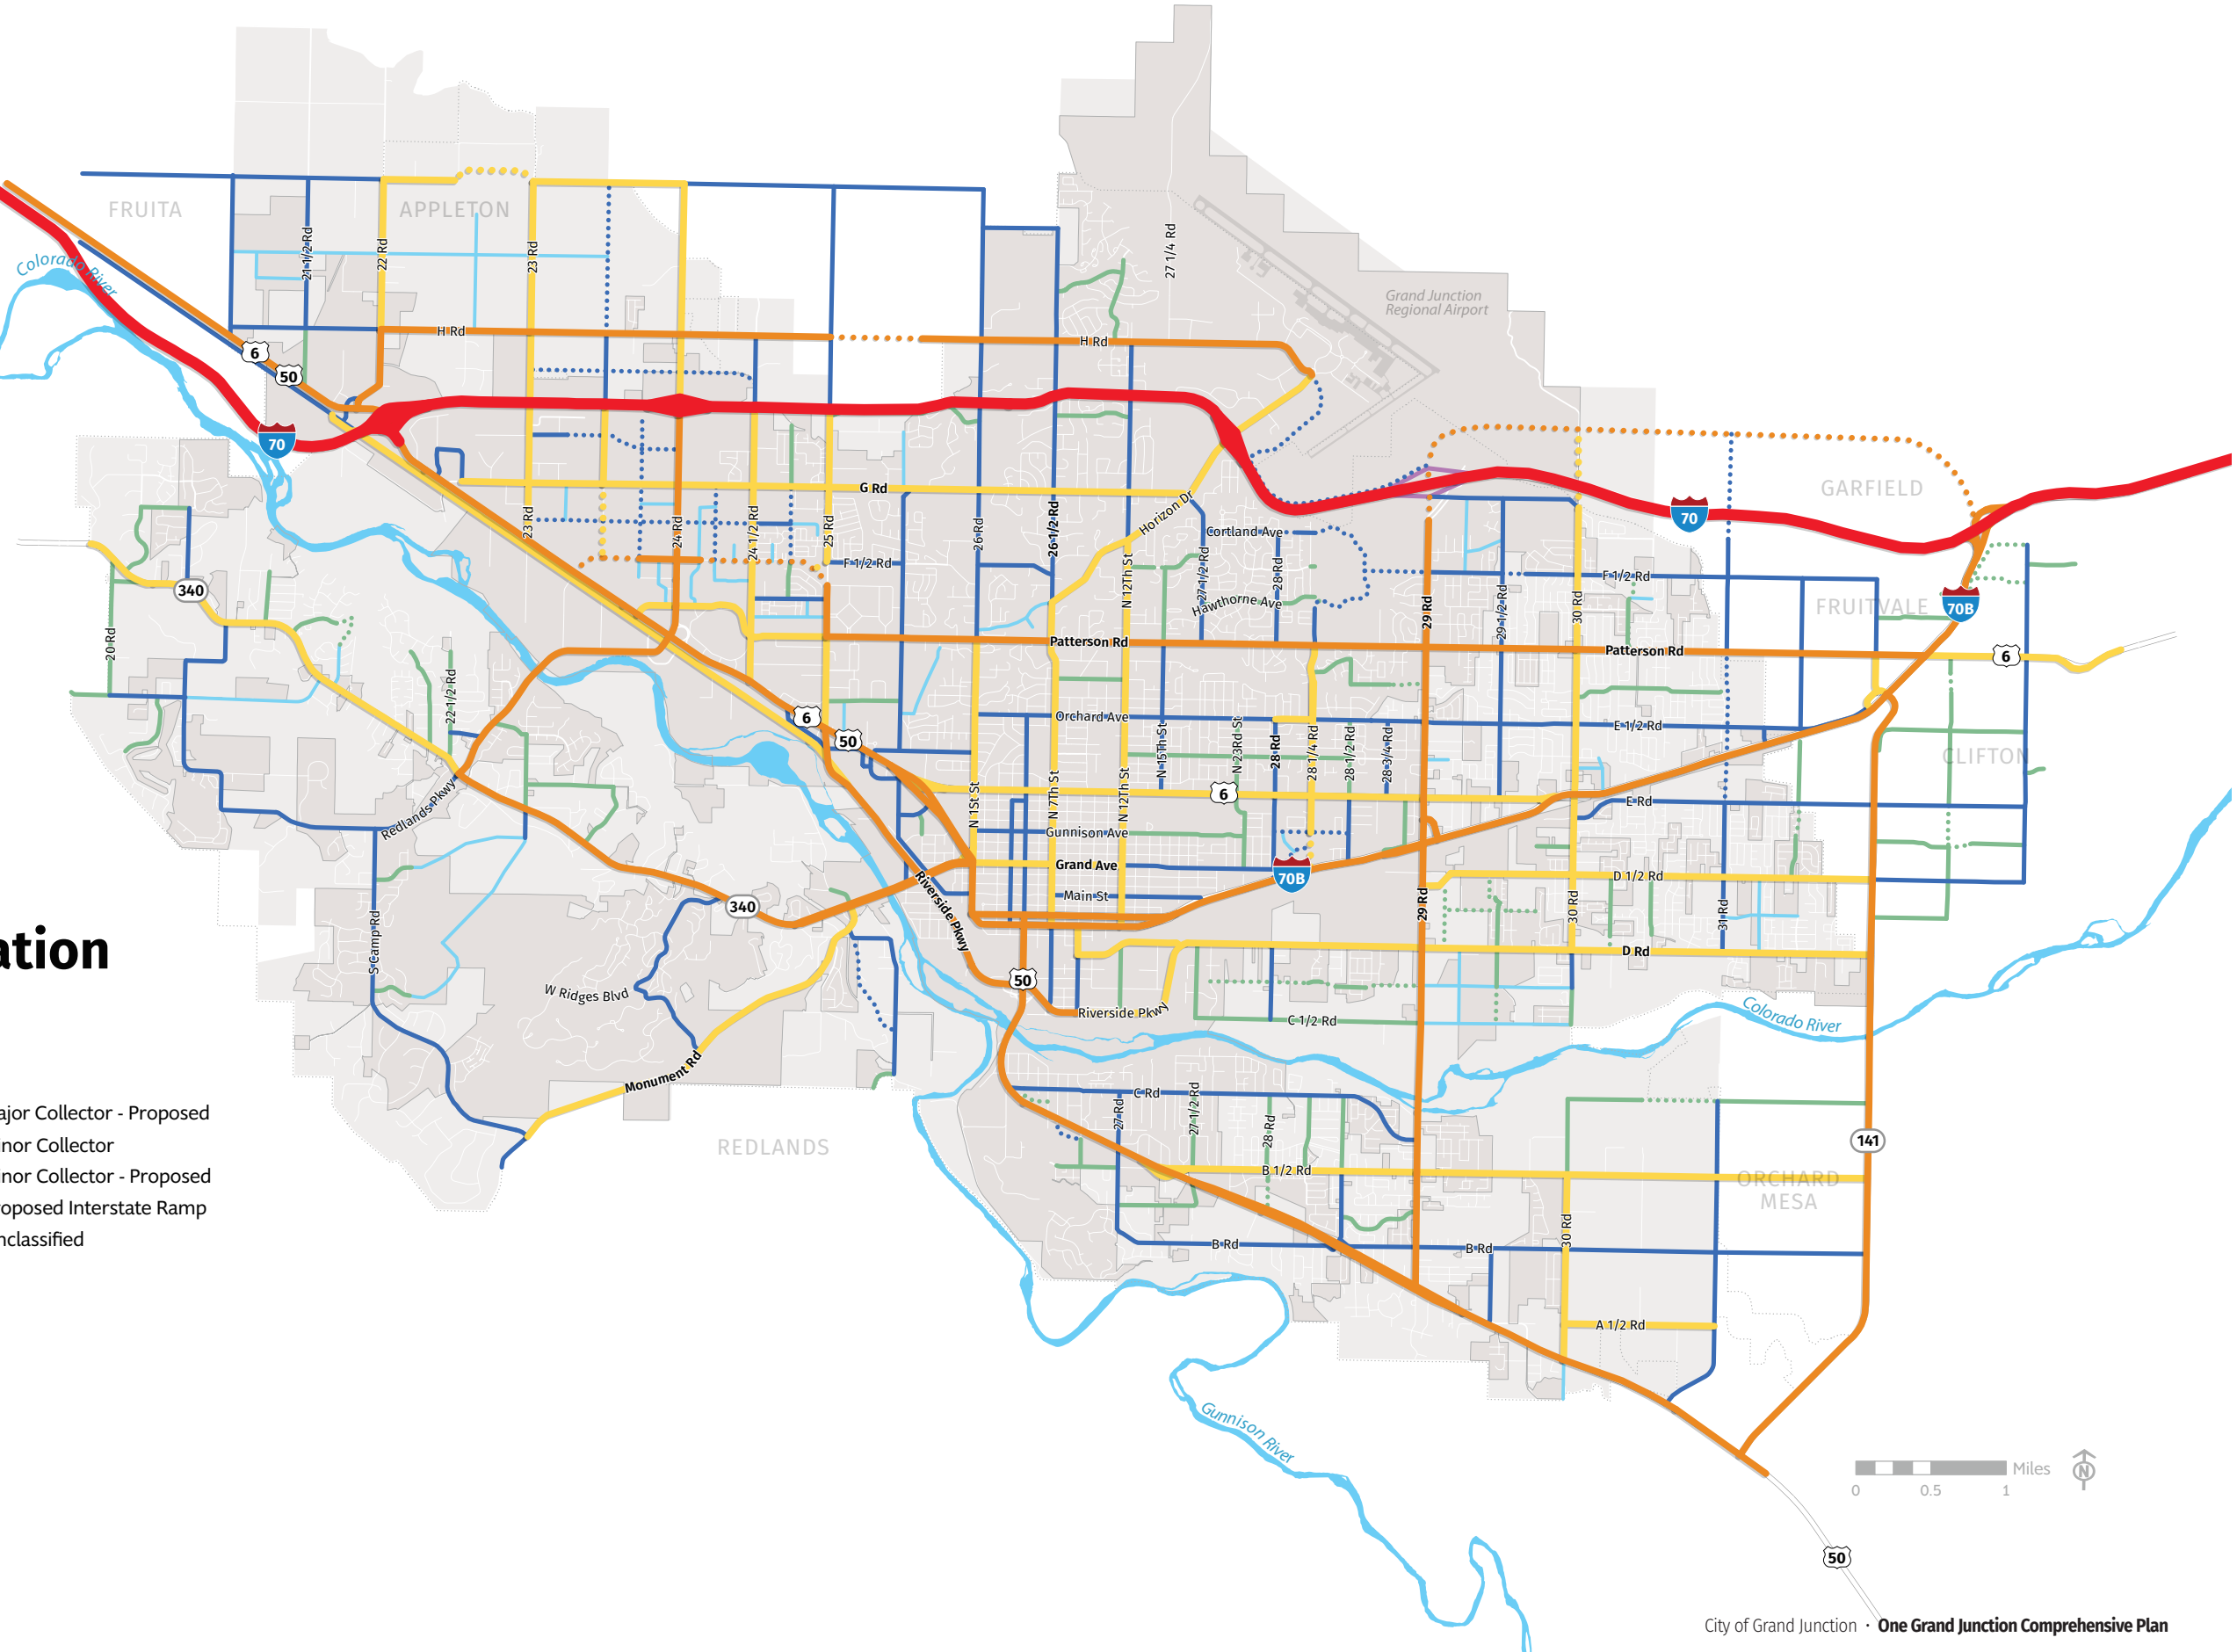 FRUITA
APPLETON
Colorado River
21 1/2 Rd
22 Rd
23 Rd
27 1/4 Rd
Grand Junction
Regional Airport
H Rd
H Rd
6
50
70
G Rd
Horizon Dr
GARFIELD
70
23 Rd
24 Rd
24 1/2 Rd
25 Rd
26 Rd
26 1/2 Rd
Cortland Ave
F 1/2 Rd
N 12Th St
27 1/2 Rd
28 Rd
Hawthorne Ave
29 Rd
29 1/2 Rd
30 Rd
F 1/2 Rd
FRUITVALE
70B
340
20 Rd
22 1/2 Rd
Patterson Rd
Patterson Rd
6
6
50
Orchard Ave
E 1/2 Rd
CLIFTON
N 1St St
N 7Th St
N 12Th St
N 15Th St
N 23Rd St
28 Rd
28 1/4 Rd
28 1/2 Rd
28 3/4 Rd
6
E Rd
Redlands Pkwy
Gunnison Ave
Grand Ave
70B
D 1/2 Rd
Main St
340
Riverside Pkwy
29 Rd
30 Rd
31 Rd
S Camp Rd
ation
D Rd
50
W Ridges Blvd
Riverside Pkwy
C 1/2 Rd
Colorado River
Monument Rd
C Rd
27 Rd
27 1/2 Rd
28 Rd
ajor Collector - Proposed
inor Collector
inor Collector - Proposed
oposed Interstate Ramp
nclassified
REDLANDS
141
B 1/2 Rd
ORCHARD
MESA
B Rd
B Rd
30 Rd
A 1/2 Rd
Gunnison River
Miles
N
0 0.5 1
50
City of Grand Junction · One Grand Junction Comprehensive Plan